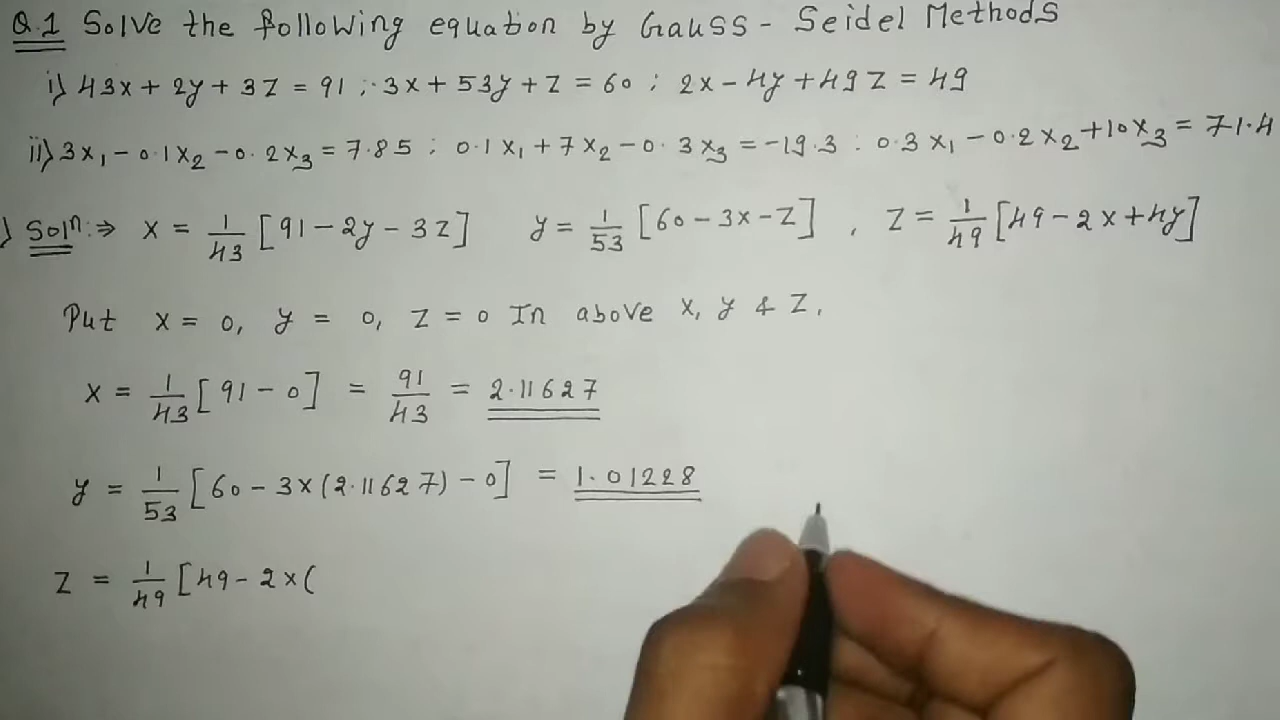 Q.1 Solve the following equation by Gauss - Seidel Methods
i) 43x + 2y + 3z = 91 ; 3x + 53y + z = 60 ; 2x - 4y + 49z = 49
ii) 3x₁ - 0.1x₂ - 0.2x₃ = 7.85 ; 0.1x₁ + 7x₂ - 0.3x₃ = -19.3 : 0.3x₁ - 0.2x₂ + 10x₃ = 71.4
) Solⁿ:⇒ x = 1/43 [91 - 2y - 3z] y = 1/53 [60 - 3x - z] , z = 1/49 [49 - 2x + 4y]
Put x = 0, y = 0, z = 0 In above x, y & z.
x = 1/43 [91 - 0] = 91/43 = 2.11627
y = 1/53 [60 - 3×(2.11627) - 0] = 1.01228
z = 1/49 [49 - 2×(